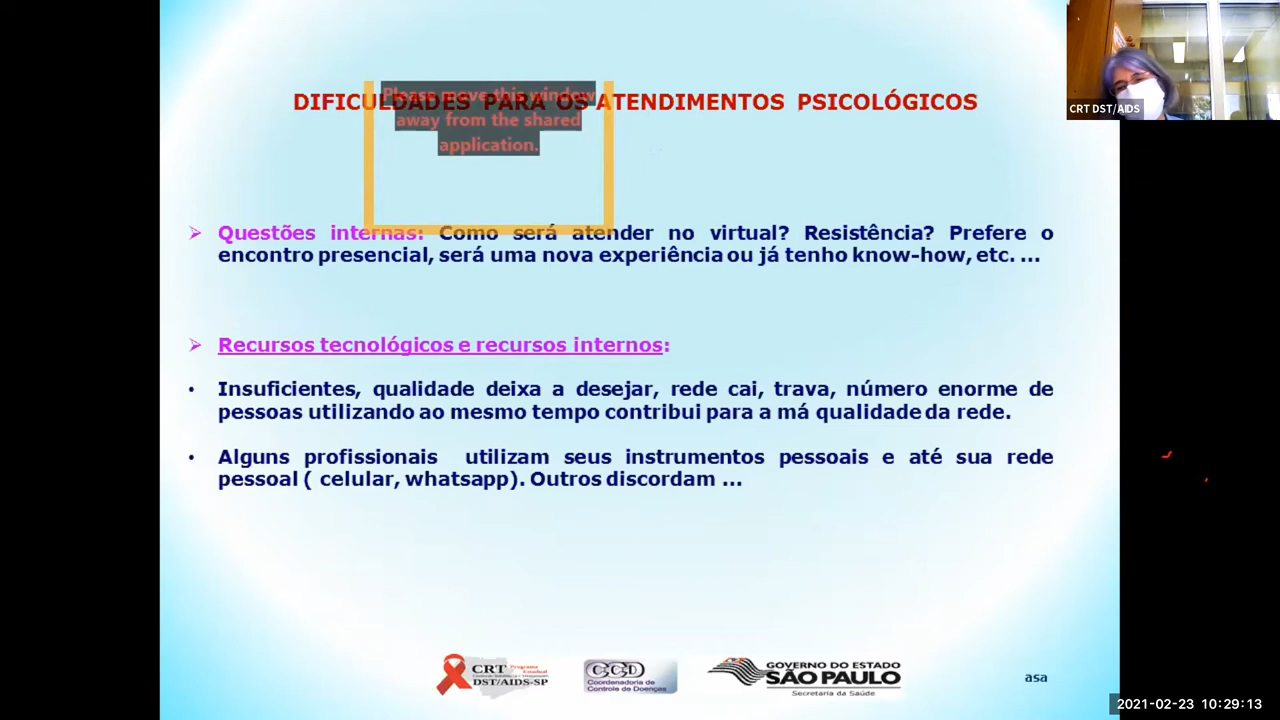 DIFICULDADES PARA OS ATENDIMENTOS PSICOLÓGICOS
Please move this window
away from the shared
application.
CRT DST/AIDS
➢ Questões internas: Como será atender no virtual? Resistência? Prefere o
encontro presencial, será uma nova experiência ou já tenho know-how, etc. ...
➢ Recursos tecnológicos e recursos internos:
• Insuficientes, qualidade deixa a desejar, rede cai, trava, número enorme de
pessoas utilizando ao mesmo tempo contribui para a má qualidade da rede.
• Alguns profissionais utilizam seus instrumentos pessoais e até sua rede
pessoal ( celular, whatsapp). Outros discordam ...
CRT Programa Estadual
DST/AIDS-SP
CCD
Coordenadoria de
Controle de Doenças
GOVERNO DO ESTADO
SÃO PAULO
Secretaria da Saúde
asa
2021-02-23 10:29:13